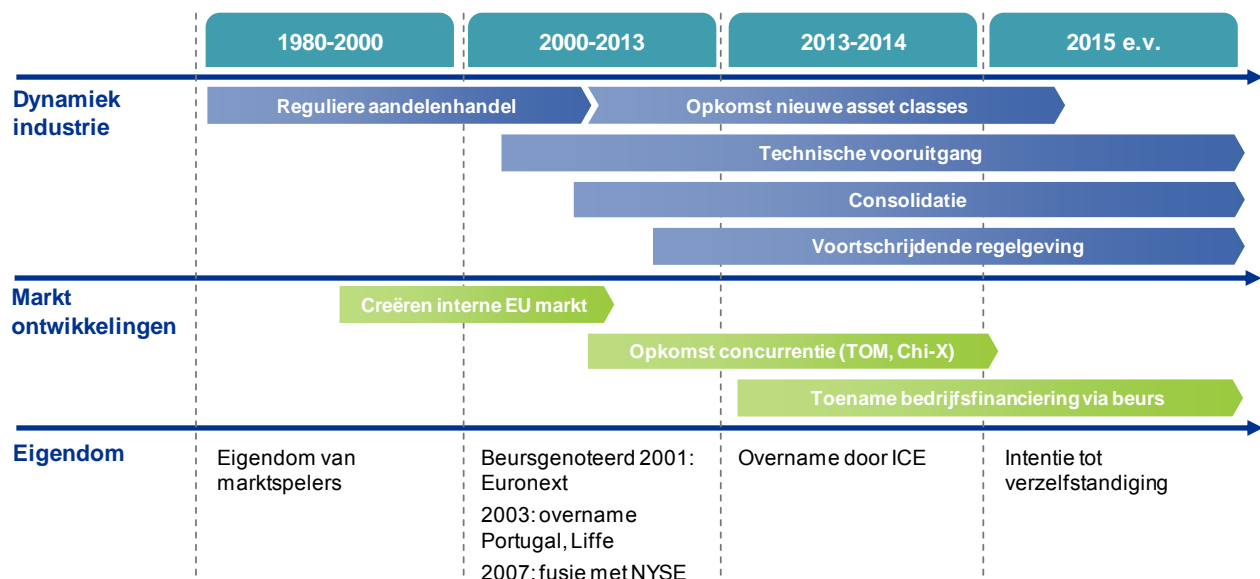 1980-2000
2000-2013
2013-2014
2015 e.v.
Dynamiek
industrie
Reguliere aandelenhandel
Opkomst nieuwe asset classes
Technische vooruitgang
Consolidatie
Voortschrijdende regelgeving
Markt
ontwikkelingen
Creëren interne EU markt
Opkomst concurrentie (TOM, Chi-X)
Toename bedrijfsfinanciering via beurs
Eigendom
Eigendom van
marktspelers
Beursgenoteerd 2001:
Euronext
2003: overname
Portugal, Liffe
2007: fusie met NYSE
Overname door ICE
Intentie tot
verzelfstandiging